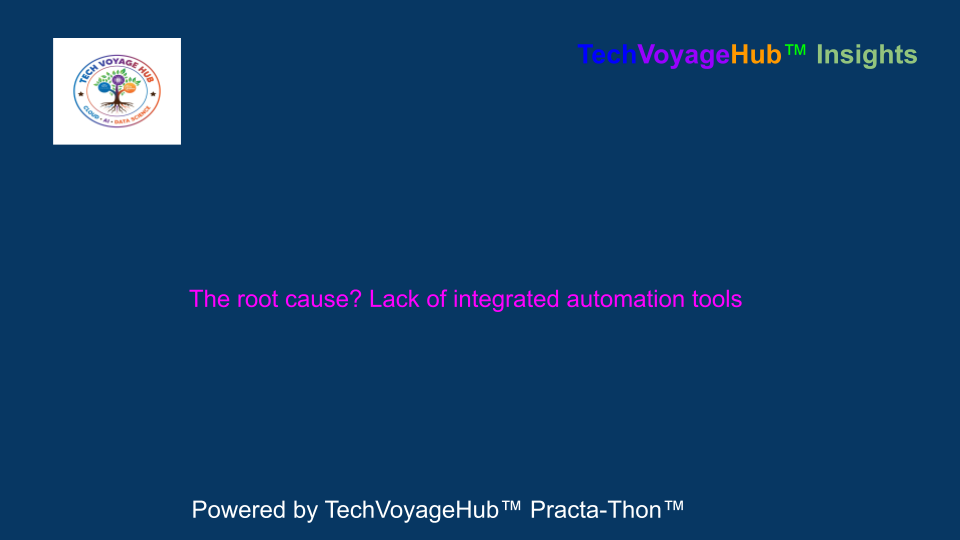 TECH VOYAGE HUB
CLOUD • AI • DATA SCIENCE
TechVoyageHub™ Insights
The root cause? Lack of integrated automation tools
Powered by TechVoyageHub™ Practa-Thon™